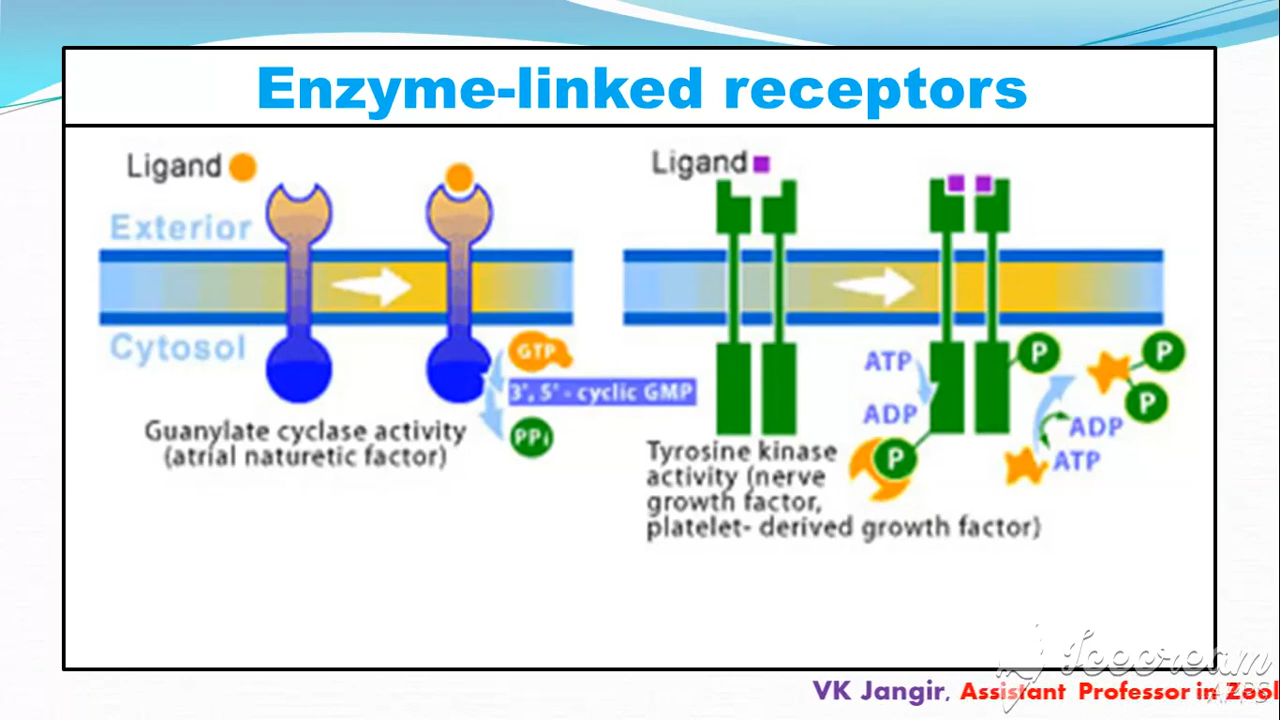 Enzyme-linked receptors
Ligand
Exterior
Cytosol
GTP
3', 5' - cyclic GMP
PPi
Guanylate cyclase activity
(atrial naturetic factor)
Ligand
ATP
ADP
P
P
P
P
ADP
ATP
Tyrosine kinase
activity (nerve
growth factor,
platelet- derived growth factor)
Icecream
APPS
VK Jangir, Assistant Professor in Zool